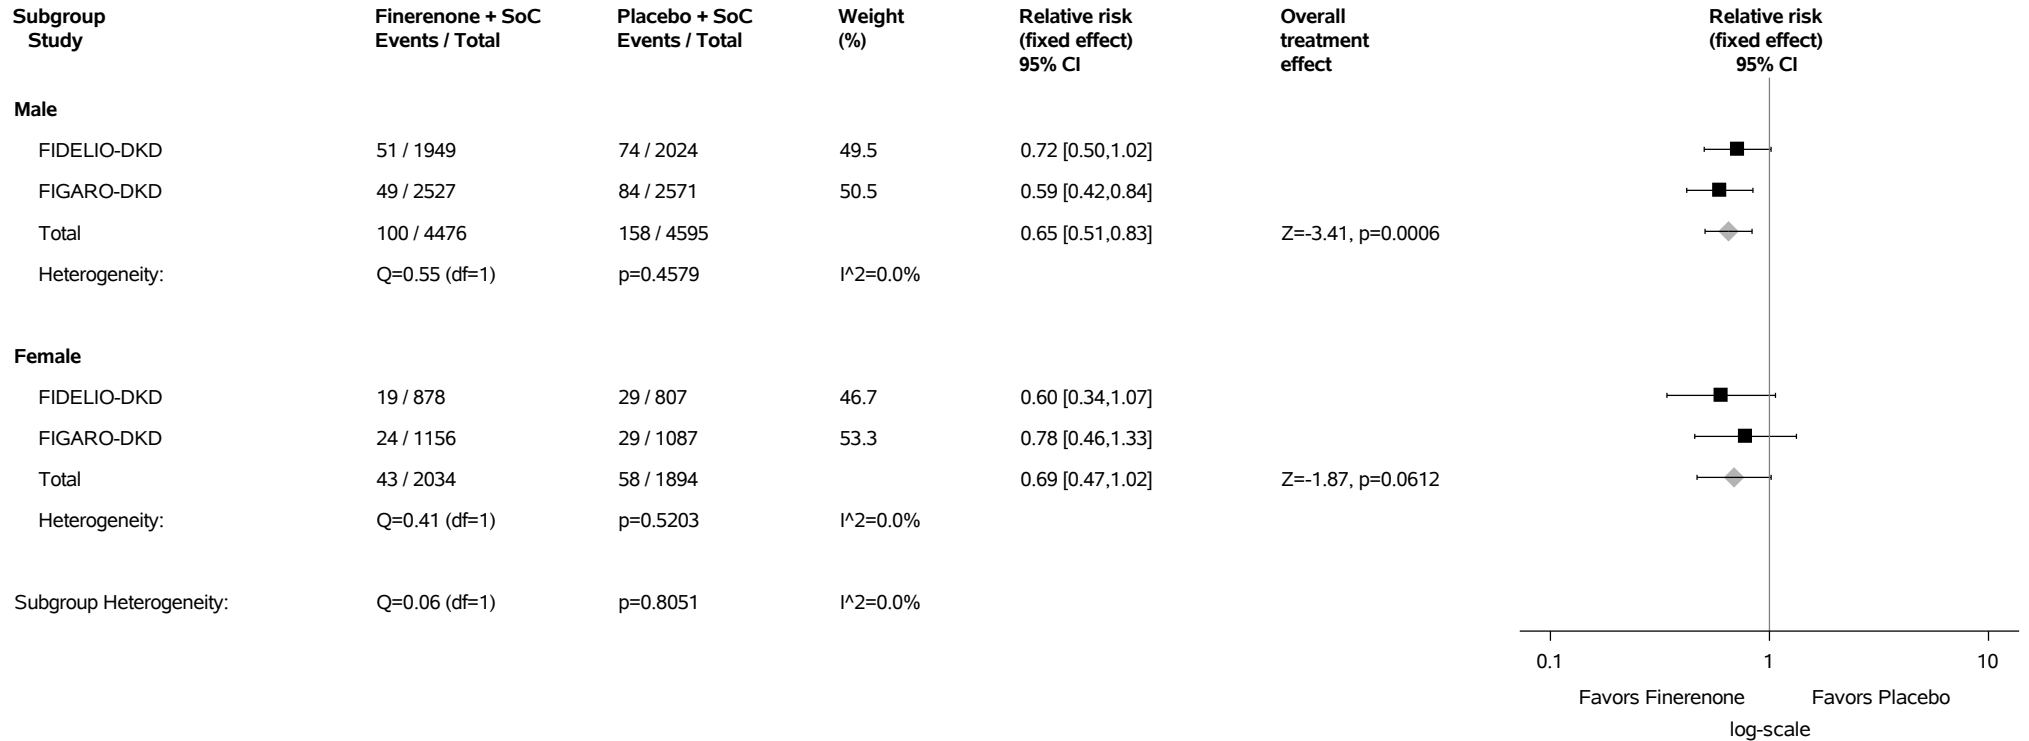 Subgroup Finerenone + SoC Placebo + SoC Weight Relative risk Overall Relative risk
Study Events / Total Events / Total (%) (fixed effect) treatment (fixed effect)
95% CI effect 95% CI
Male
FIDELIO-DKD 51 / 1949 74 / 2024 49.5 0.72 [0.50,1.02]
FIGARO-DKD 49 / 2527 84 / 2571 50.5 0.59 [0.42,0.84]
Total 100 / 4476 158 / 4595 0.65 [0.51,0.83] Z=-3.41, p=0.0006
Heterogeneity: Q=0.55 (df=1) p=0.4579 I^2=0.0%
Female
FIDELIO-DKD 19 / 878 29 / 807 46.7 0.60 [0.34,1.07]
FIGARO-DKD 24 / 1156 29 / 1087 53.3 0.78 [0.46,1.33]
Total 43 / 2034 58 / 1894 0.69 [0.47,1.02] Z=-1.87, p=0.0612
Heterogeneity: Q=0.41 (df=1) p=0.5203 I^2=0.0%
Subgroup Heterogeneity: Q=0.06 (df=1) p=0.8051 I^2=0.0%
0.1 1 10
Favors Finerenone Favors Placebo
log-scale